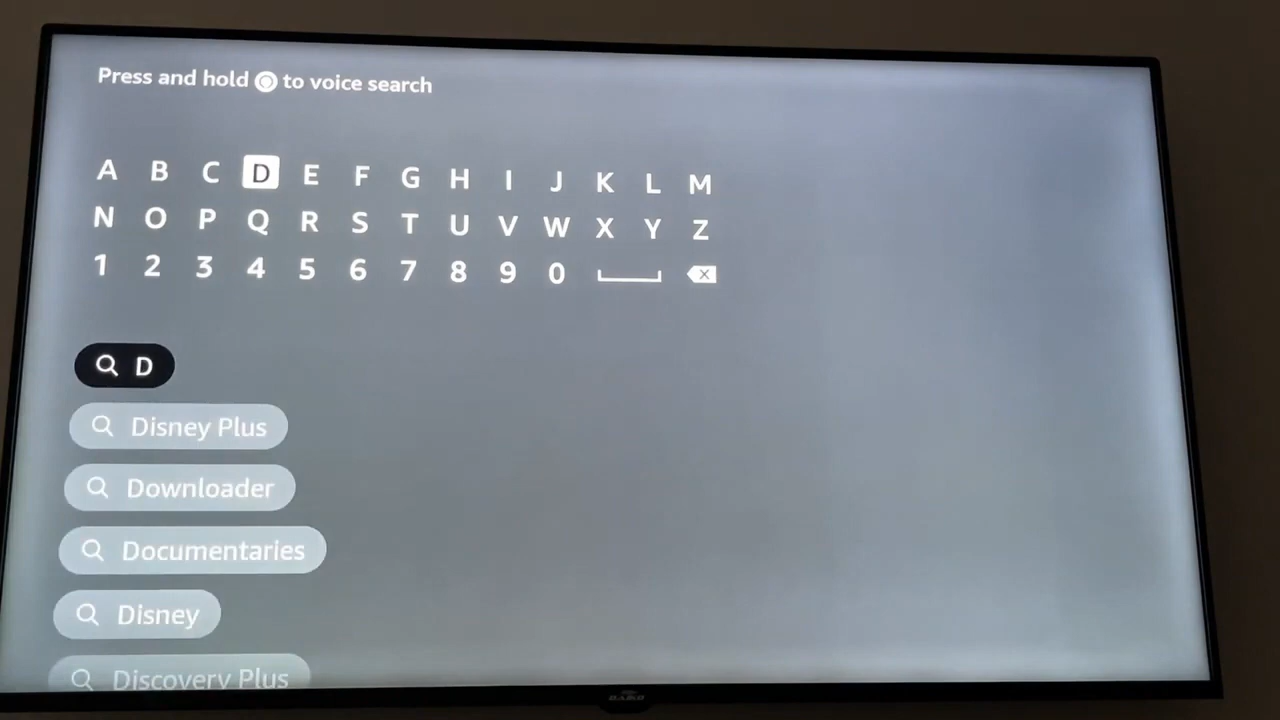 Press and hold to voice search
A B C D E F G H I J K L M
N O P Q R S T U V W X Y Z
1 2 3 4 5 6 7 8 9 0
D
Disney Plus
Downloader
Documentaries
Disney
Discovery Plus